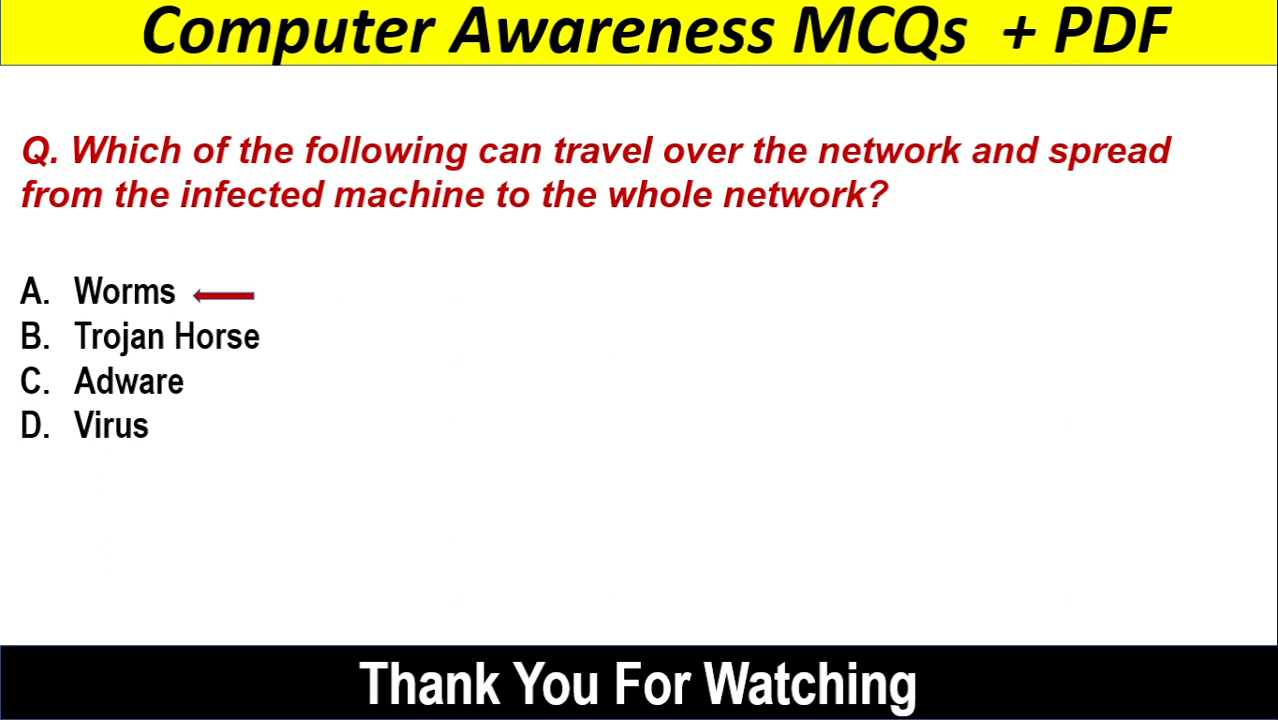 Computer Awareness MCQs + PDF
Q. Which of the following can travel over the network and spread
from the infected machine to the whole network?
A. Worms
B. Trojan Horse
C. Adware
D. Virus
Thank You For Watching